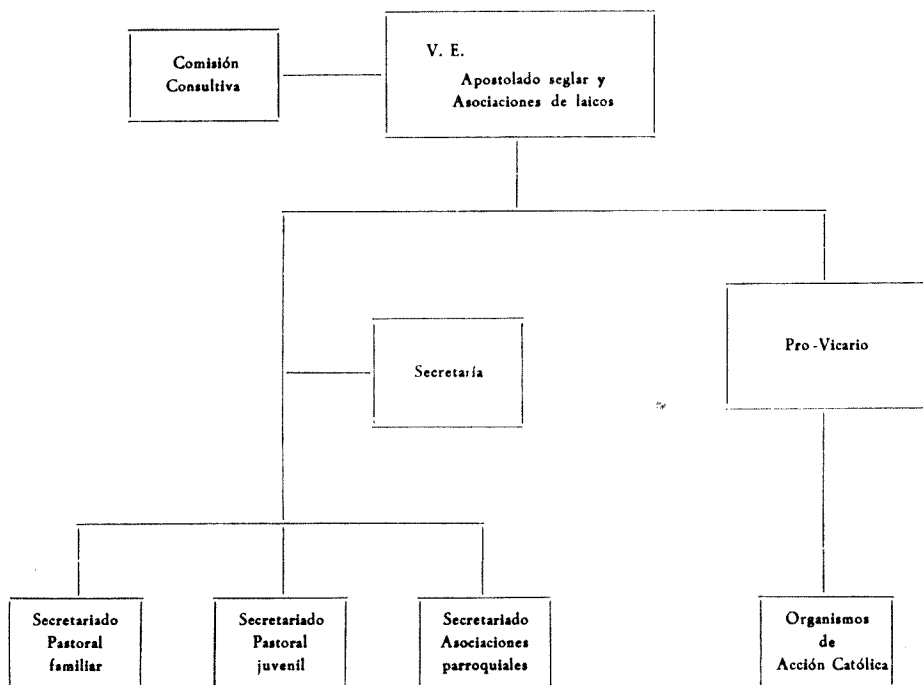 Comisión
Consultiva
V. E.
Apostolado seglar y
Asociaciones de laicos
Secretaría
Pro-Vicario
Secretariado
Pastoral
familiar
Secretariado
Pastoral
juvenil
Secretariado
Asociaciones
parroquiales
Organismos
de
Acción Católica